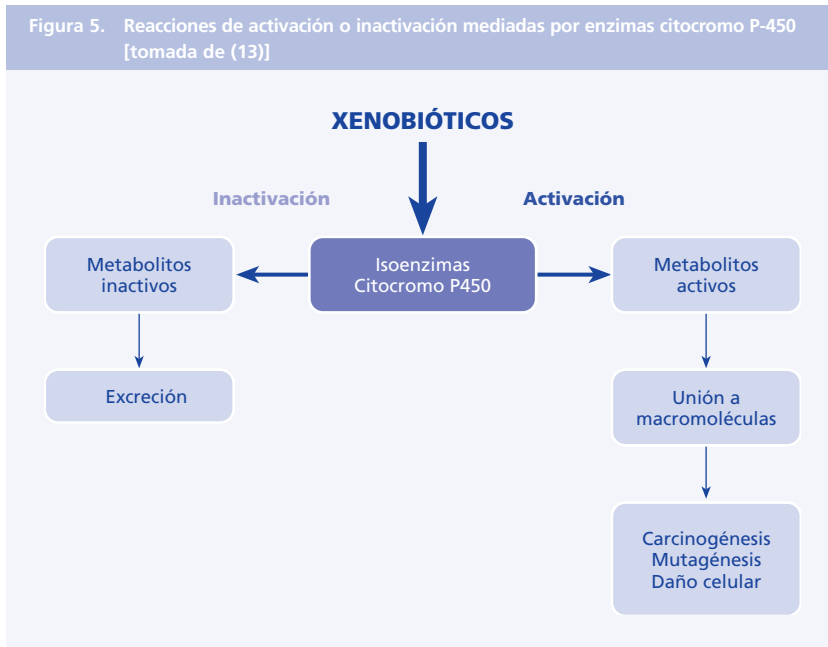 Figura 5. Reacciones de activación o inactivación mediadas por enzimas citocromo P-450
[tomada de (13)]
XENOBIÓTICOS
Inactivación
Activación
Metabolitos
inactivos
Isoenzimas
Citocromo P450
Metabolitos
activos
Excreción
Unión a
macromoléculas
Carcinogénesis
Mutagénesis
Daño celular